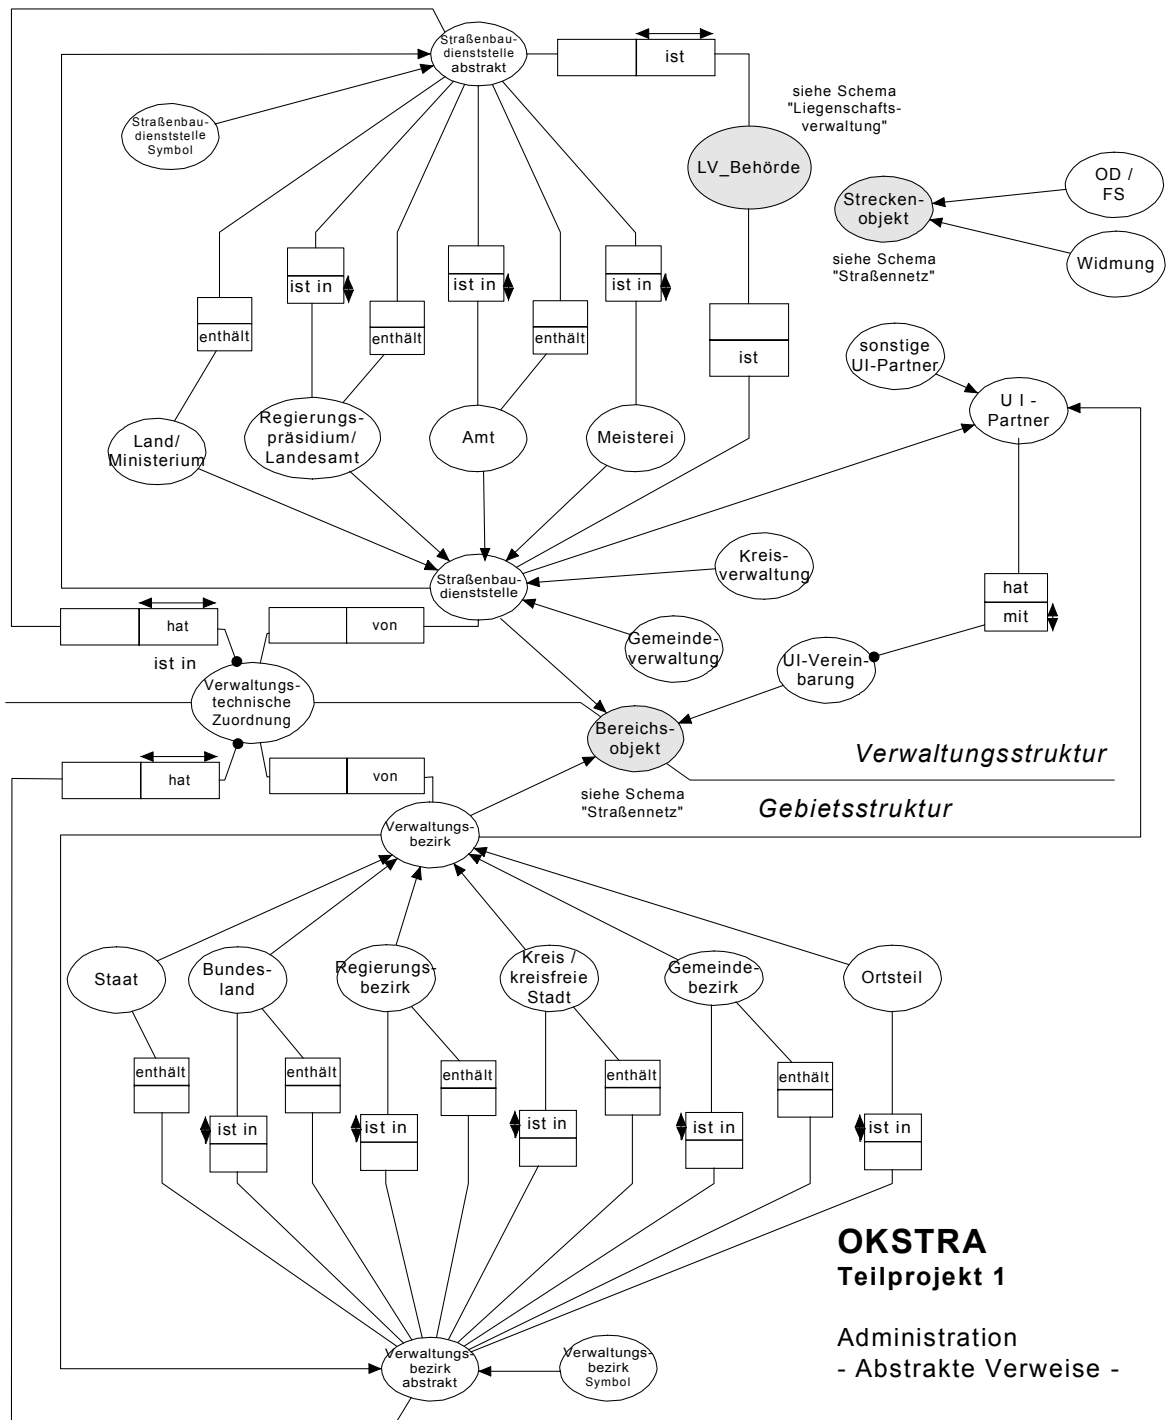 Straßenbau-
dienststelle
abstrakt
ist
siehe Schema
"Liegenschafts-
verwaltung"
Straßenbau-
dienststelle
Symbol
LV_Behörde
OD /
FS
Strecken-
objekt
siehe Schema
"Straßennetz"
Widmung
ist in
ist in
ist in
enthält
enthält
enthält
ist
sonstige
UI-Partner
U I -
Partner
Land/
Ministerium
Regierungs-
präsidium/
Landesamt
Amt
Meisterei
Straßenbau-
dienststelle
Kreis-
verwaltung
hat
mit
hat
von
ist in
Gemeinde-
verwaltung
UI-Verein-
barung
Verwaltungs-
technische
Zuordnung
Bereichs-
objekt
Verwaltungsstruktur
hat
von
siehe Schema
"Straßennetz"
Gebietsstruktur
Verwaltungs-
bezirk
Staat
Bundes-
land
Regierungs-
bezirk
Kreis /
kreisfreie
Stadt
Gemeinde-
bezirk
Ortsteil
enthält
enthält
enthält
enthält
enthält
ist in
ist in
ist in
ist in
ist in
OKSTRA
Teilprojekt 1
Administration
- Abstrakte Verweise -
Verwaltungs-
bezirk
abstrakt
Verwaltungs-
bezirk
Symbol